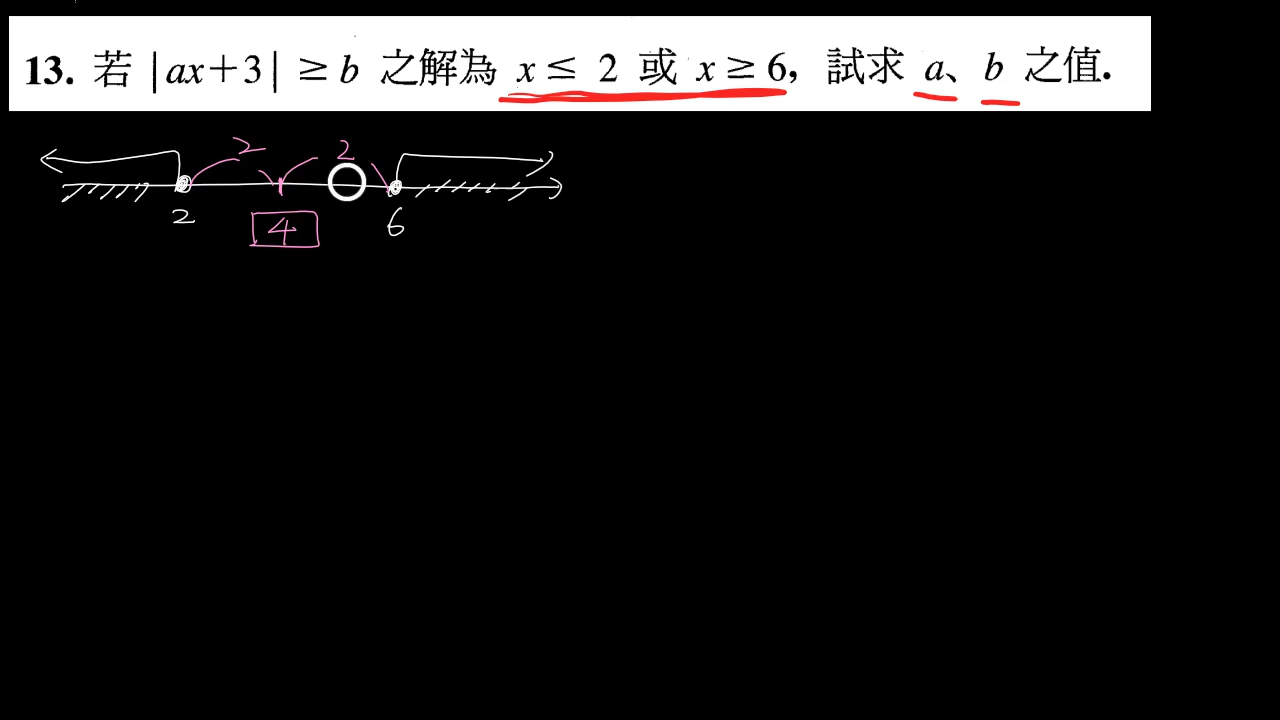 13. 若 |ax+3| ≥ b 之解為 x ≤ 2 或 x ≥ 6, 試求 a、b 之值.
2 2
2 4 6